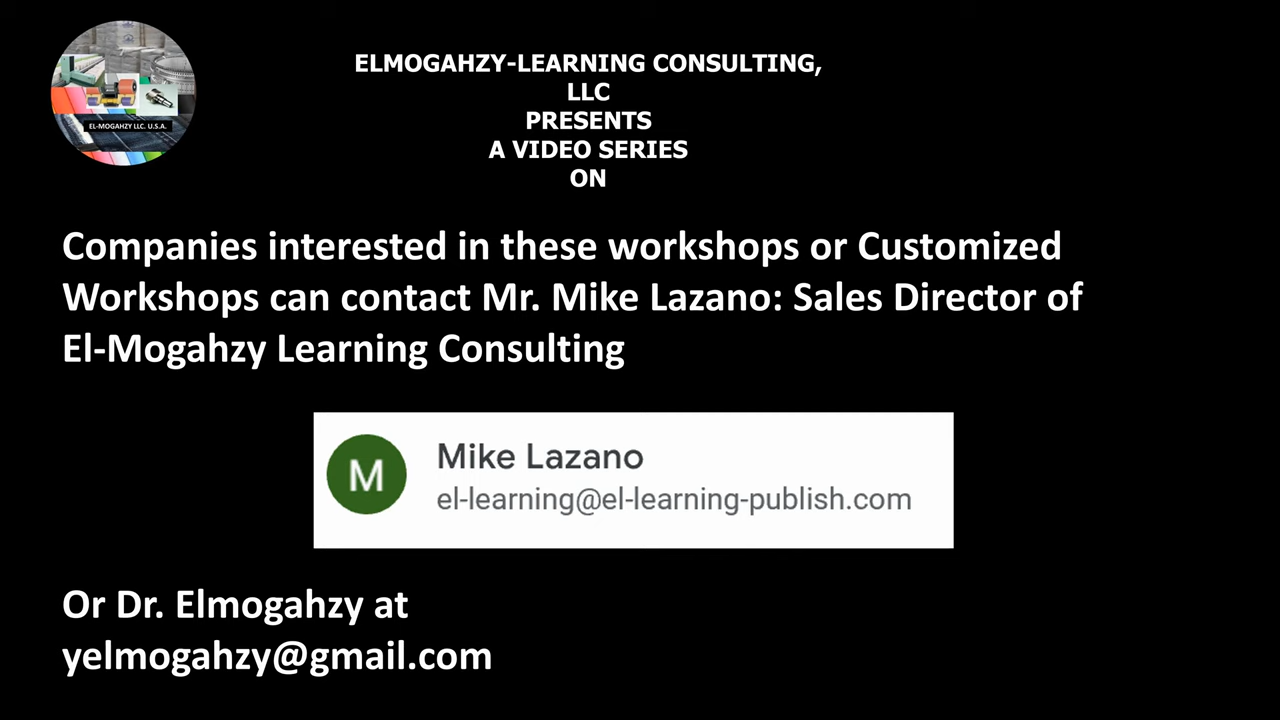 EL-MOGAHZY LLC. U.S.A.
ELMOGAHZY-LEARNING CONSULTING,
LLC
PRESENTS
A VIDEO SERIES
ON
Companies interested in these workshops or Customized
Workshops can contact Mr. Mike Lazano: Sales Director of
El-Mogahzy Learning Consulting
M
Mike Lazano
el-learning@el-learning-publish.com
Or Dr. Elmogahzy at
yelmogahzy@gmail.com